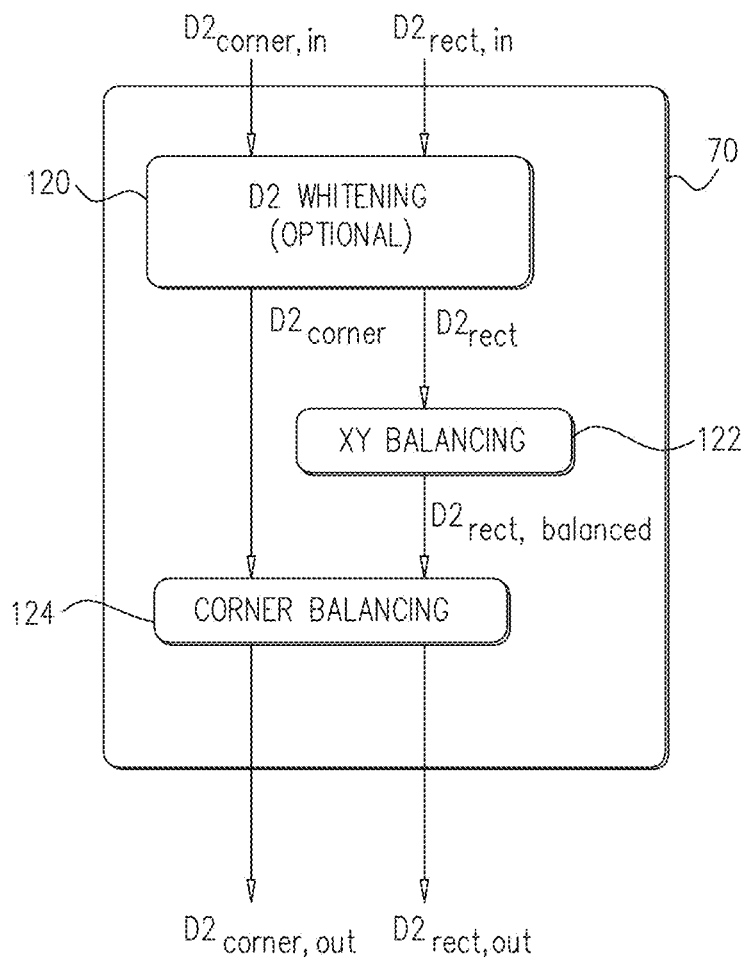 D2corner, in D2rect, in
70
120
D2 WHITENING
(OPTIONAL)
D2corner D2rect
XY BALANCING
122
D2rect, balanced
124
CORNER BALANCING
D2corner, out D2rect, out